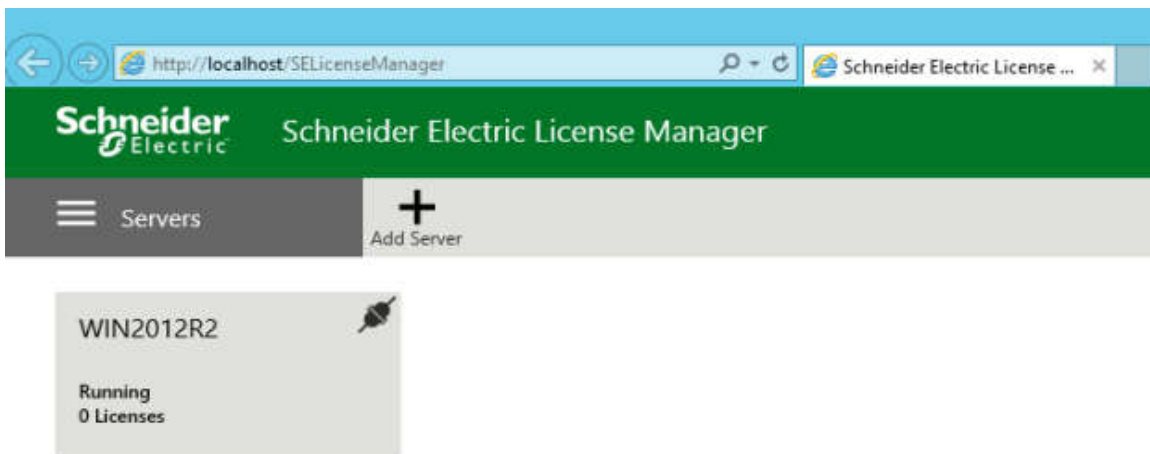 http://localhost/SELicenseManager
Schneider Electric License ...
Schneider
Electric
Schneider Electric License Manager
Servers
Add Server
WIN2012R2
Running
0 Licenses